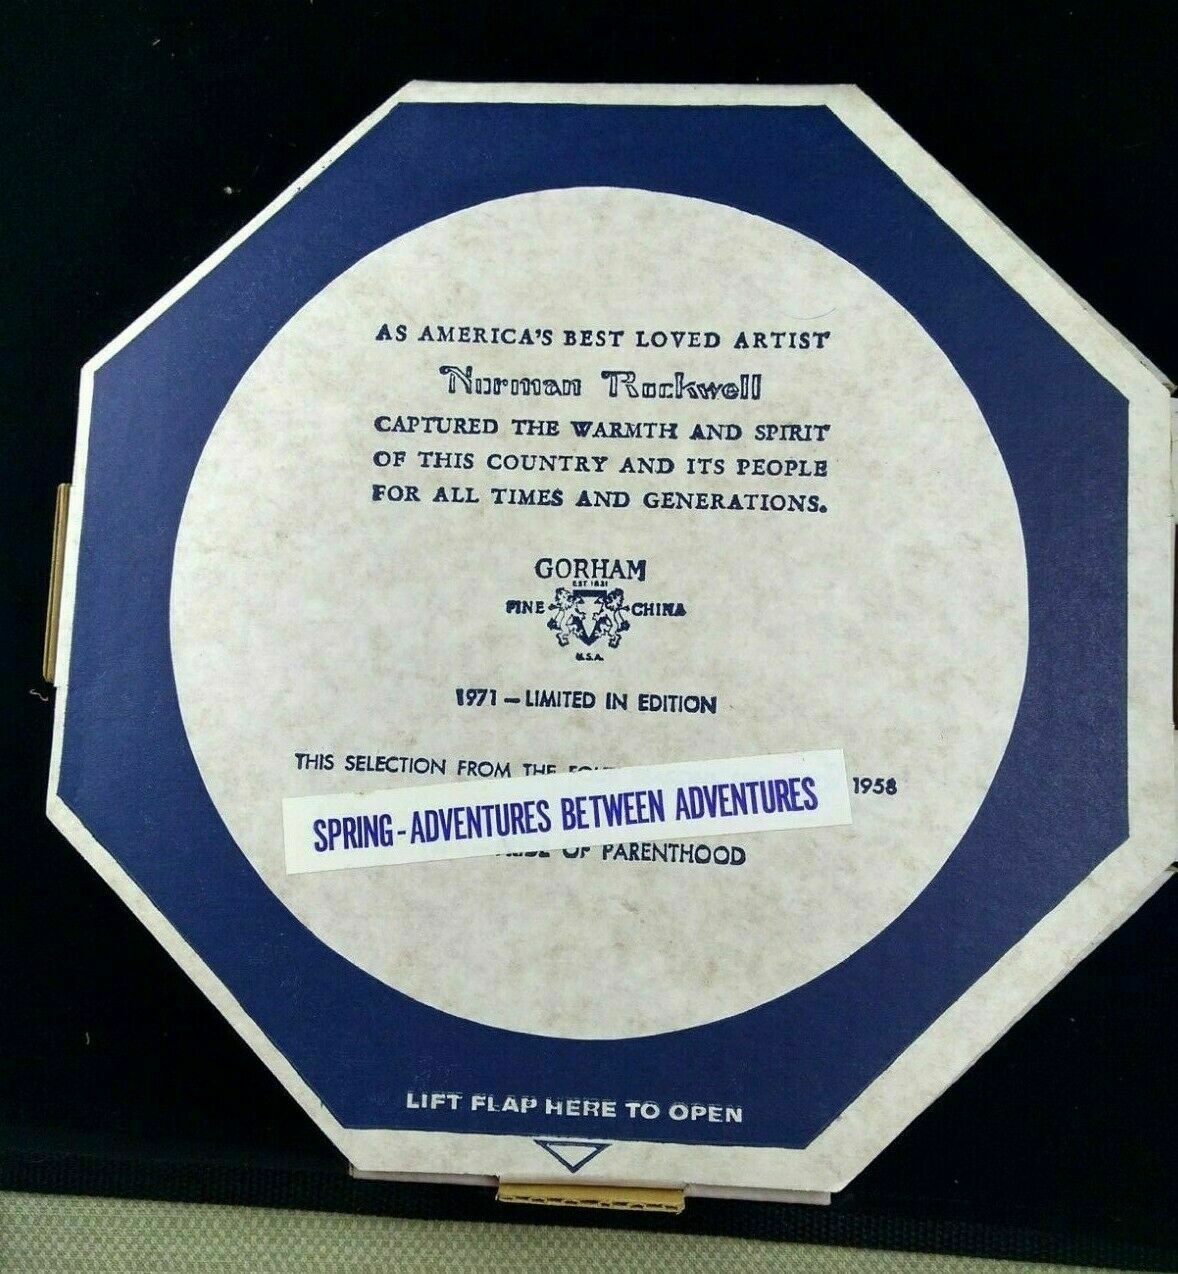 AS AMERICA'S BEST LOVED ARTIST
Norman Rockwell
CAPTURED THE WARMTH AND SPIRIT
OF THIS COUNTRY AND ITS PEOPLE
FOR ALL TIMES AND GENERATIONS.
GORHAM
EST 1831
FINE CHINA
U.S.A.
1971 — LIMITED IN EDITION
THIS SELECTION FROM THE 1958
SPRING - ADVENTURES BETWEEN ADVENTURES
OF PARENTHOOD
LIFT FLAP HERE TO OPEN